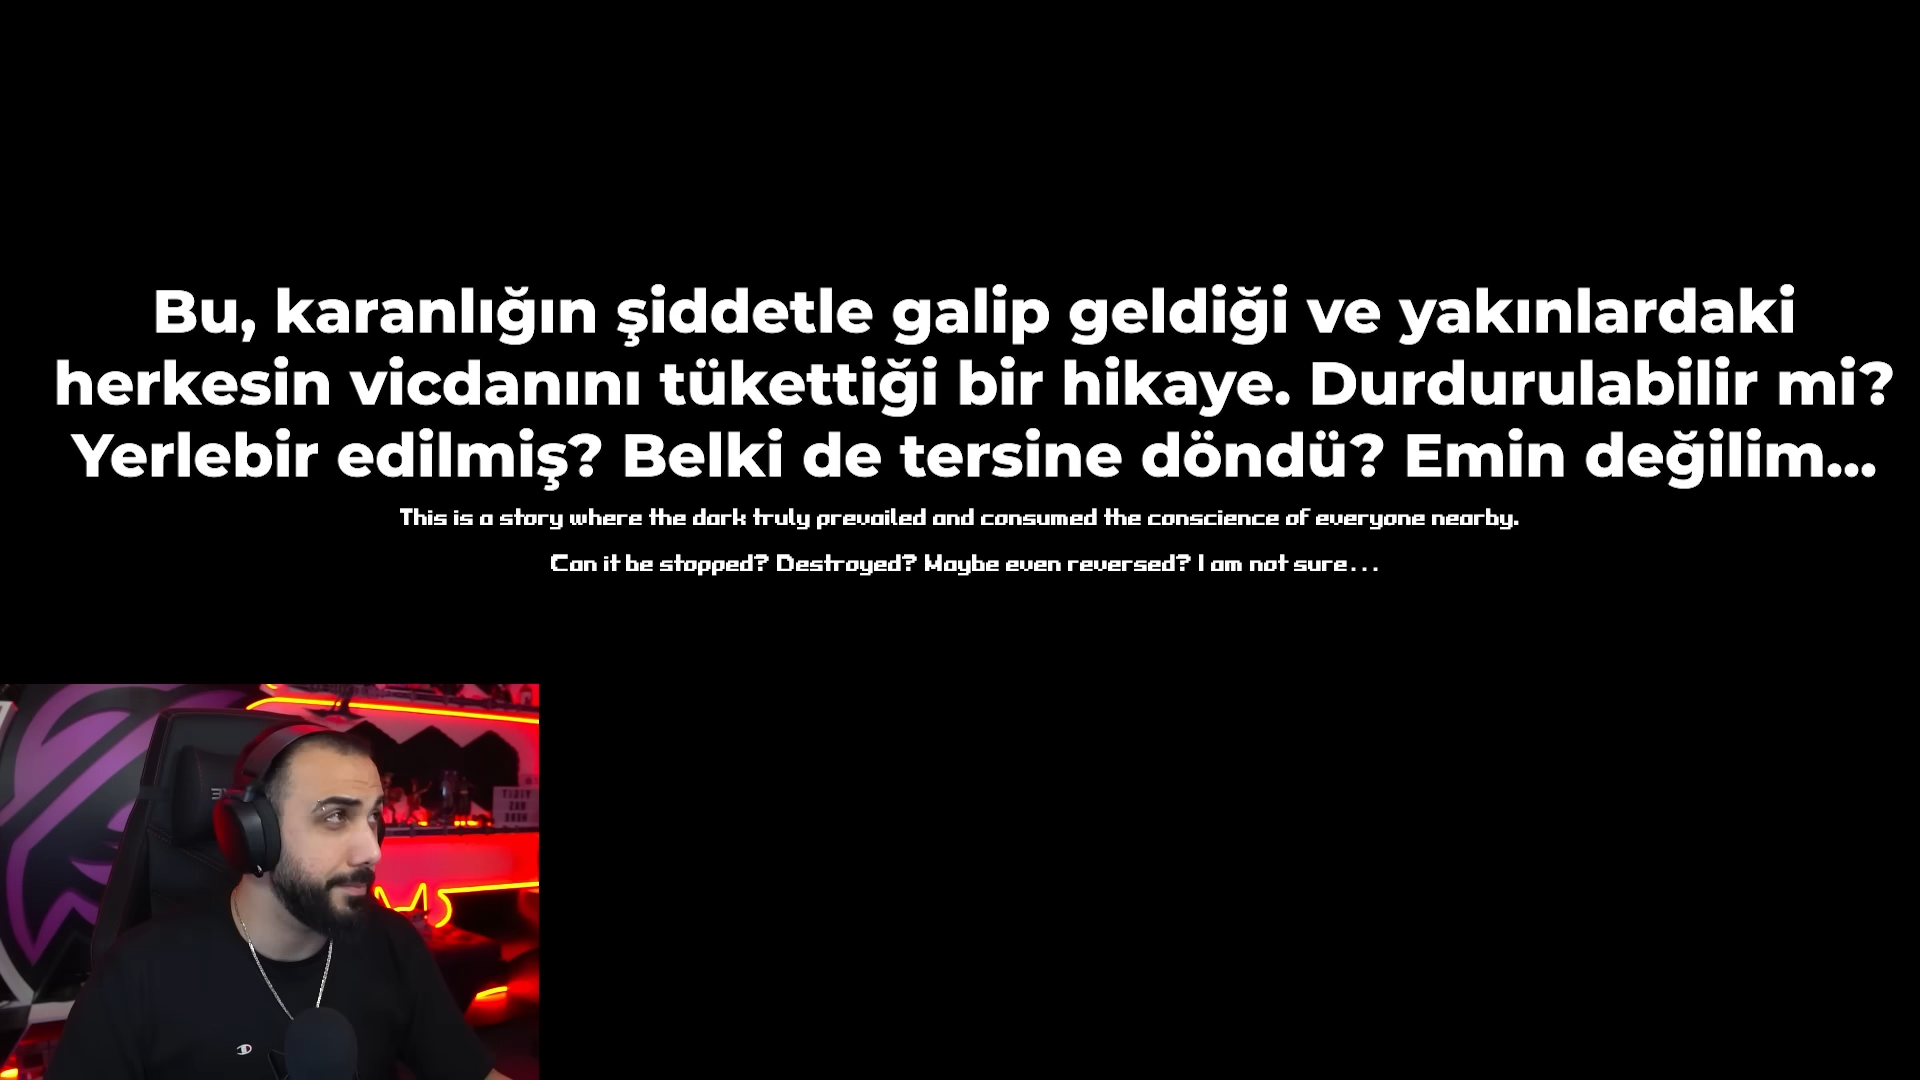 Bu, karanlığın şiddetle galip geldiği ve yakınlardaki
herkesin vicdanını tükettiği bir hikaye. Durdurulabilir mi?
Yerlebir edilmiş? Belki de tersine döndü? Emin değilim...
This is a story where the dark truly prevailed and consumed the conscience of everyone nearby.
Can it be stopped? Destroyed? Maybe even reversed? I am not sure...